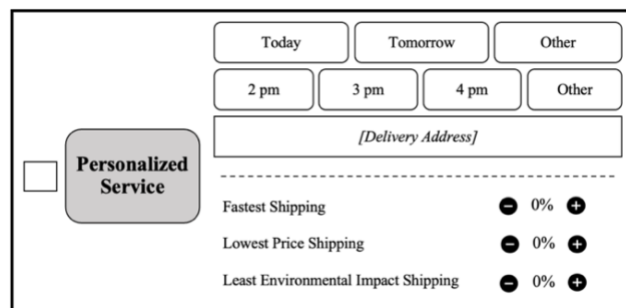 Today Tomorrow Other
2 pm 3 pm 4 pm Other
[Delivery Address]
Personalized
Service
Fastest Shipping - 0% +
Lowest Price Shipping - 0% +
Least Environmental Impact Shipping - 0% +